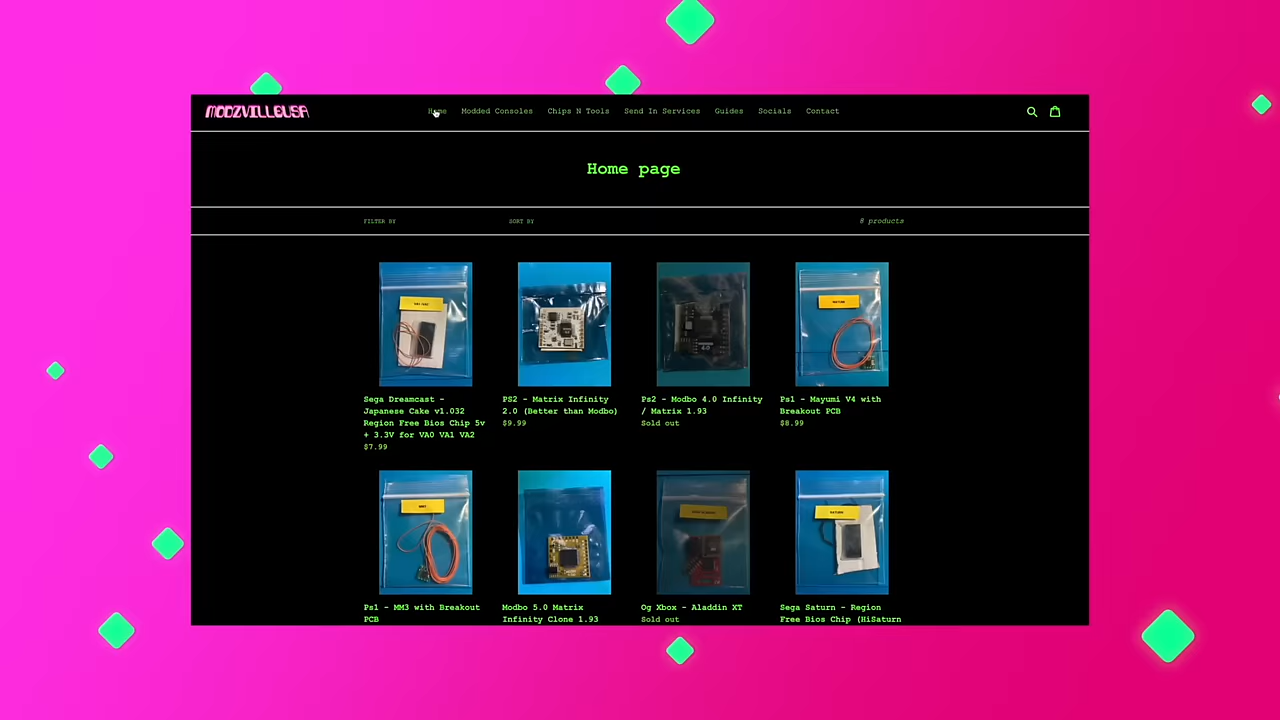 MODZVILLEUSA
Home Modded Consoles Chips N Tools Send In Services Guides Socials Contact
Home page
FILTER BY SORT BY 8 products
Sega Dreamcast -
Japanese Cake v1.032
Region Free Bios Chip 5v
+ 3.3V for VA0 VA1 VA2
$7.99
PS2 - Matrix Infinity
2.0 (Better than Modbo)
$9.99
Ps2 - Modbo 4.0 Infinity
/ Matrix 1.93
Sold out
Ps1 - Mayumi V4 with
Breakout PCB
$8.99
Ps1 - MM3 with Breakout
PCB
Modbo 5.0 Matrix
Infinity Clone 1.93
Og Xbox - Aladdin XT
Sold out
Sega Saturn - Region
Free Bios Chip (HiSaturn